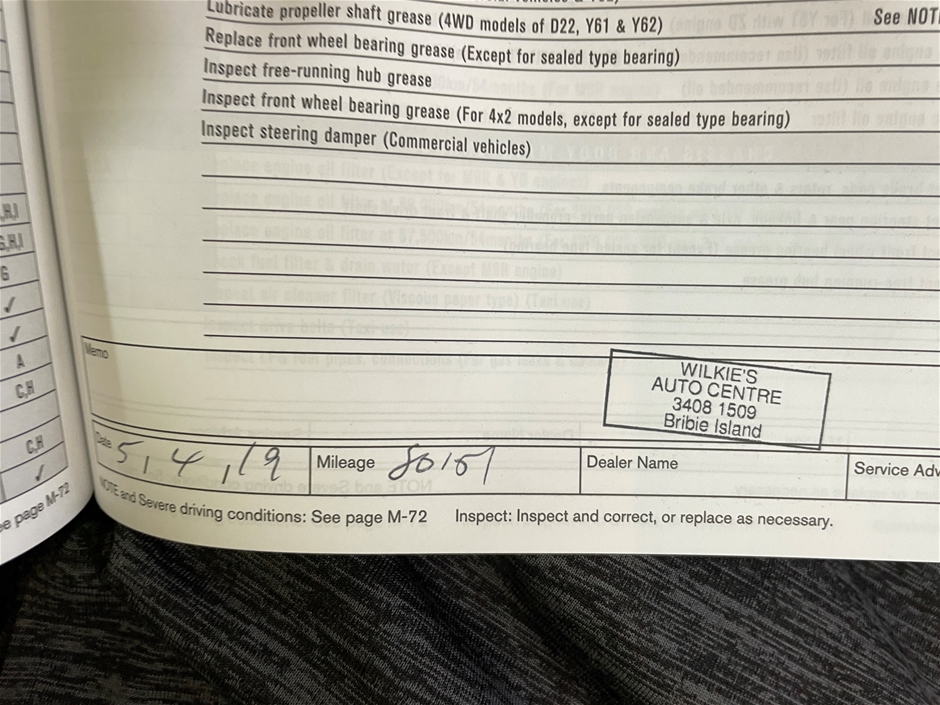 Lubricate propeller shaft grease (4WD models of D22, Y61 & Y62) See NOT
Replace front wheel bearing grease (Except for sealed type bearing)
Inspect free-running hub grease
Inspect front wheel bearing grease (For 4x2 models, except for sealed type bearing)
Inspect steering damper (Commercial vehicles)
,H,I
S,H,I
G
✓
✓
A
C,H
C,H
✓
ee page M-72
Memo
WILKIE'S
AUTO CENTRE
3408 1509
Bribie Island
Date 5, 4, 19 Mileage 80151 Dealer Name Service Adv
NOTE and Severe driving conditions: See page M-72 Inspect: Inspect and correct, or replace as necessary.